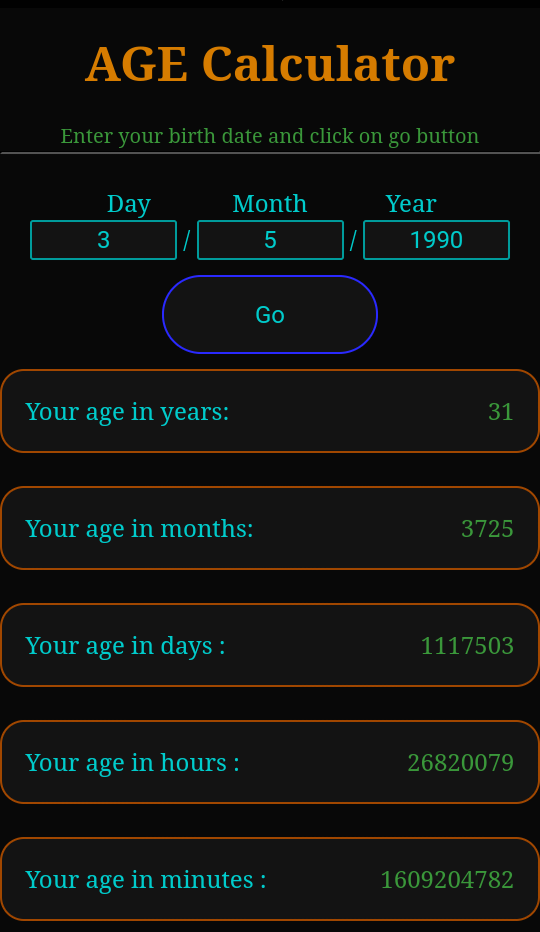 AGE Calculator
Enter your birth date and click on go button
Day Month Year
3 / 5 / 1990
Go
Your age in years: 31
Your age in months: 3725
Your age in days : 1117503
Your age in hours : 26820079
Your age in minutes : 1609204782